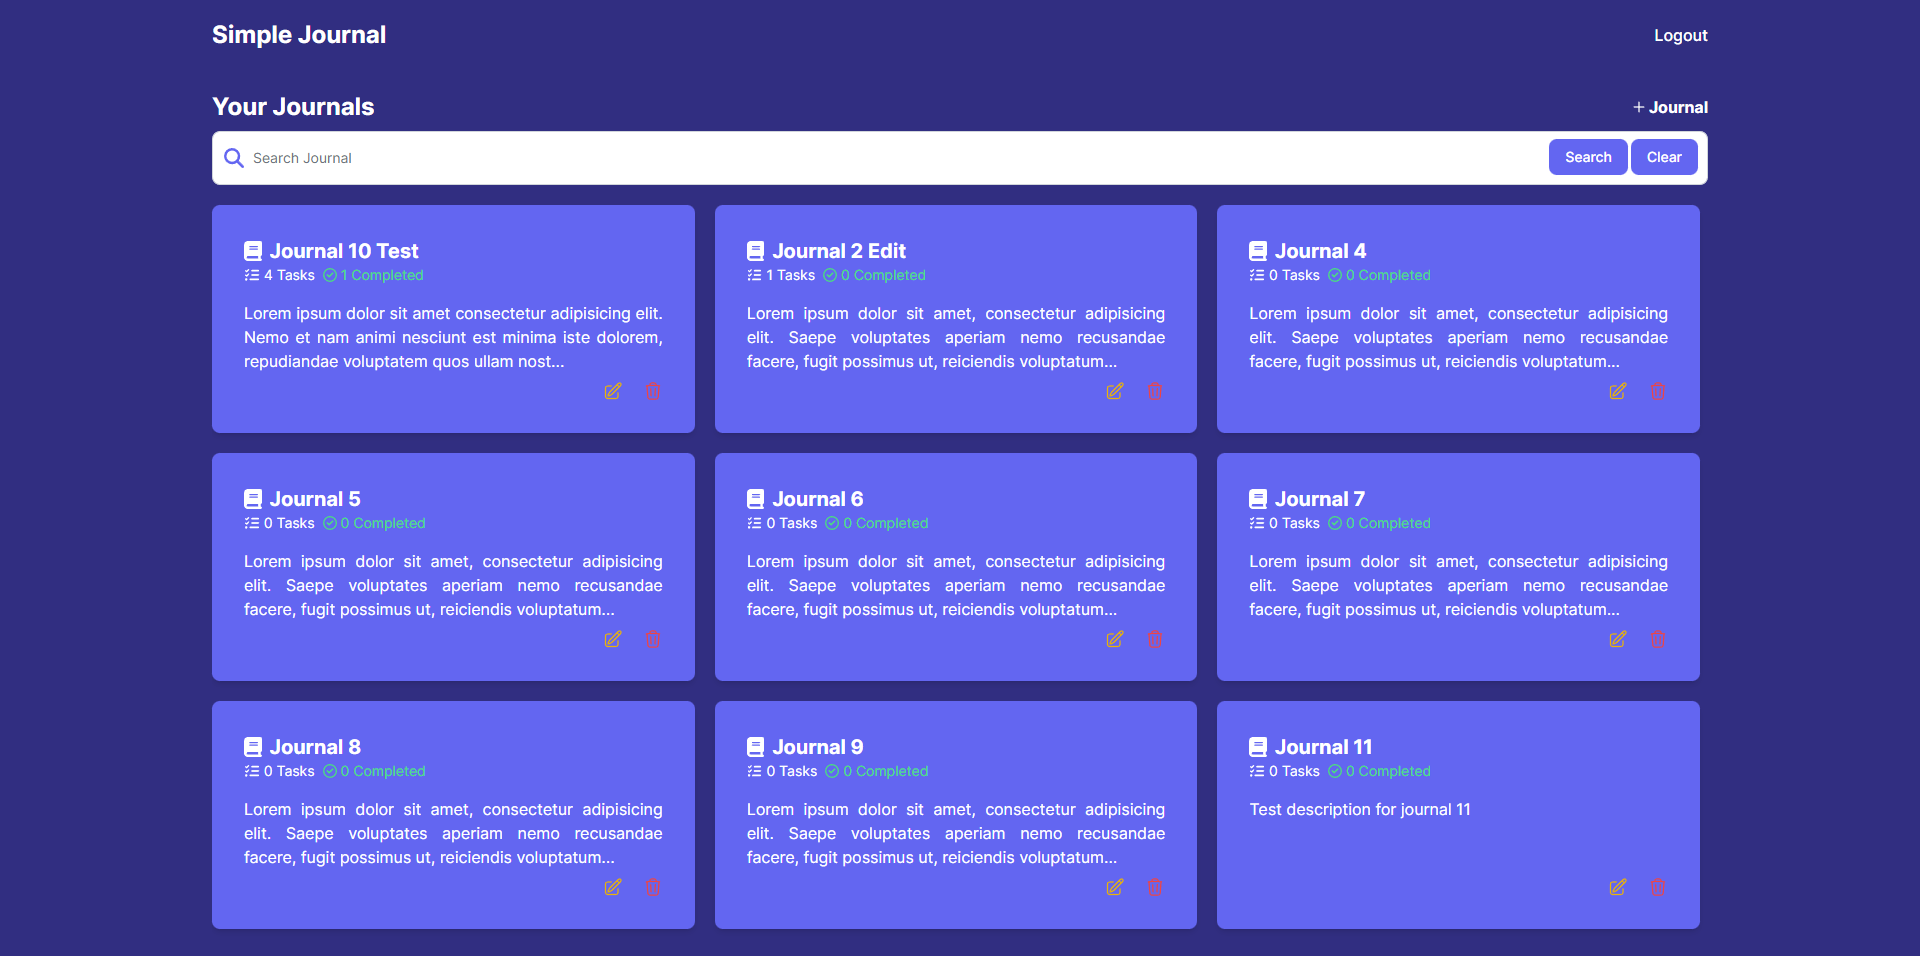 Simple Journal
Logout
Your Journals
+ Journal
Search Journal
Search
Clear
Journal 10 Test
4 Tasks 1 Completed
Lorem ipsum dolor sit amet consectetur adipisicing elit.
Nemo et nam animi nesciunt est minima iste dolorem,
repudiandae voluptatem quos ullam nost...
Journal 2 Edit
1 Tasks 0 Completed
Lorem ipsum dolor sit amet, consectetur adipisicing
elit. Saepe voluptates aperiam nemo recusandae
facere, fugit possimus ut, reiciendis voluptatum...
Journal 4
0 Tasks 0 Completed
Lorem ipsum dolor sit amet, consectetur adipisicing
elit. Saepe voluptates aperiam nemo recusandae
facere, fugit possimus ut, reiciendis voluptatum...
Journal 5
0 Tasks 0 Completed
Lorem ipsum dolor sit amet, consectetur adipisicing
elit. Saepe voluptates aperiam nemo recusandae
facere, fugit possimus ut, reiciendis voluptatum...
Journal 6
0 Tasks 0 Completed
Lorem ipsum dolor sit amet, consectetur adipisicing
elit. Saepe voluptates aperiam nemo recusandae
facere, fugit possimus ut, reiciendis voluptatum...
Journal 7
0 Tasks 0 Completed
Lorem ipsum dolor sit amet, consectetur adipisicing
elit. Saepe voluptates aperiam nemo recusandae
facere, fugit possimus ut, reiciendis voluptatum...
Journal 8
0 Tasks 0 Completed
Lorem ipsum dolor sit amet, consectetur adipisicing
elit. Saepe voluptates aperiam nemo recusandae
facere, fugit possimus ut, reiciendis voluptatum...
Journal 9
0 Tasks 0 Completed
Lorem ipsum dolor sit amet, consectetur adipisicing
elit. Saepe voluptates aperiam nemo recusandae
facere, fugit possimus ut, reiciendis voluptatum...
Journal 11
0 Tasks 0 Completed
Test description for journal 11